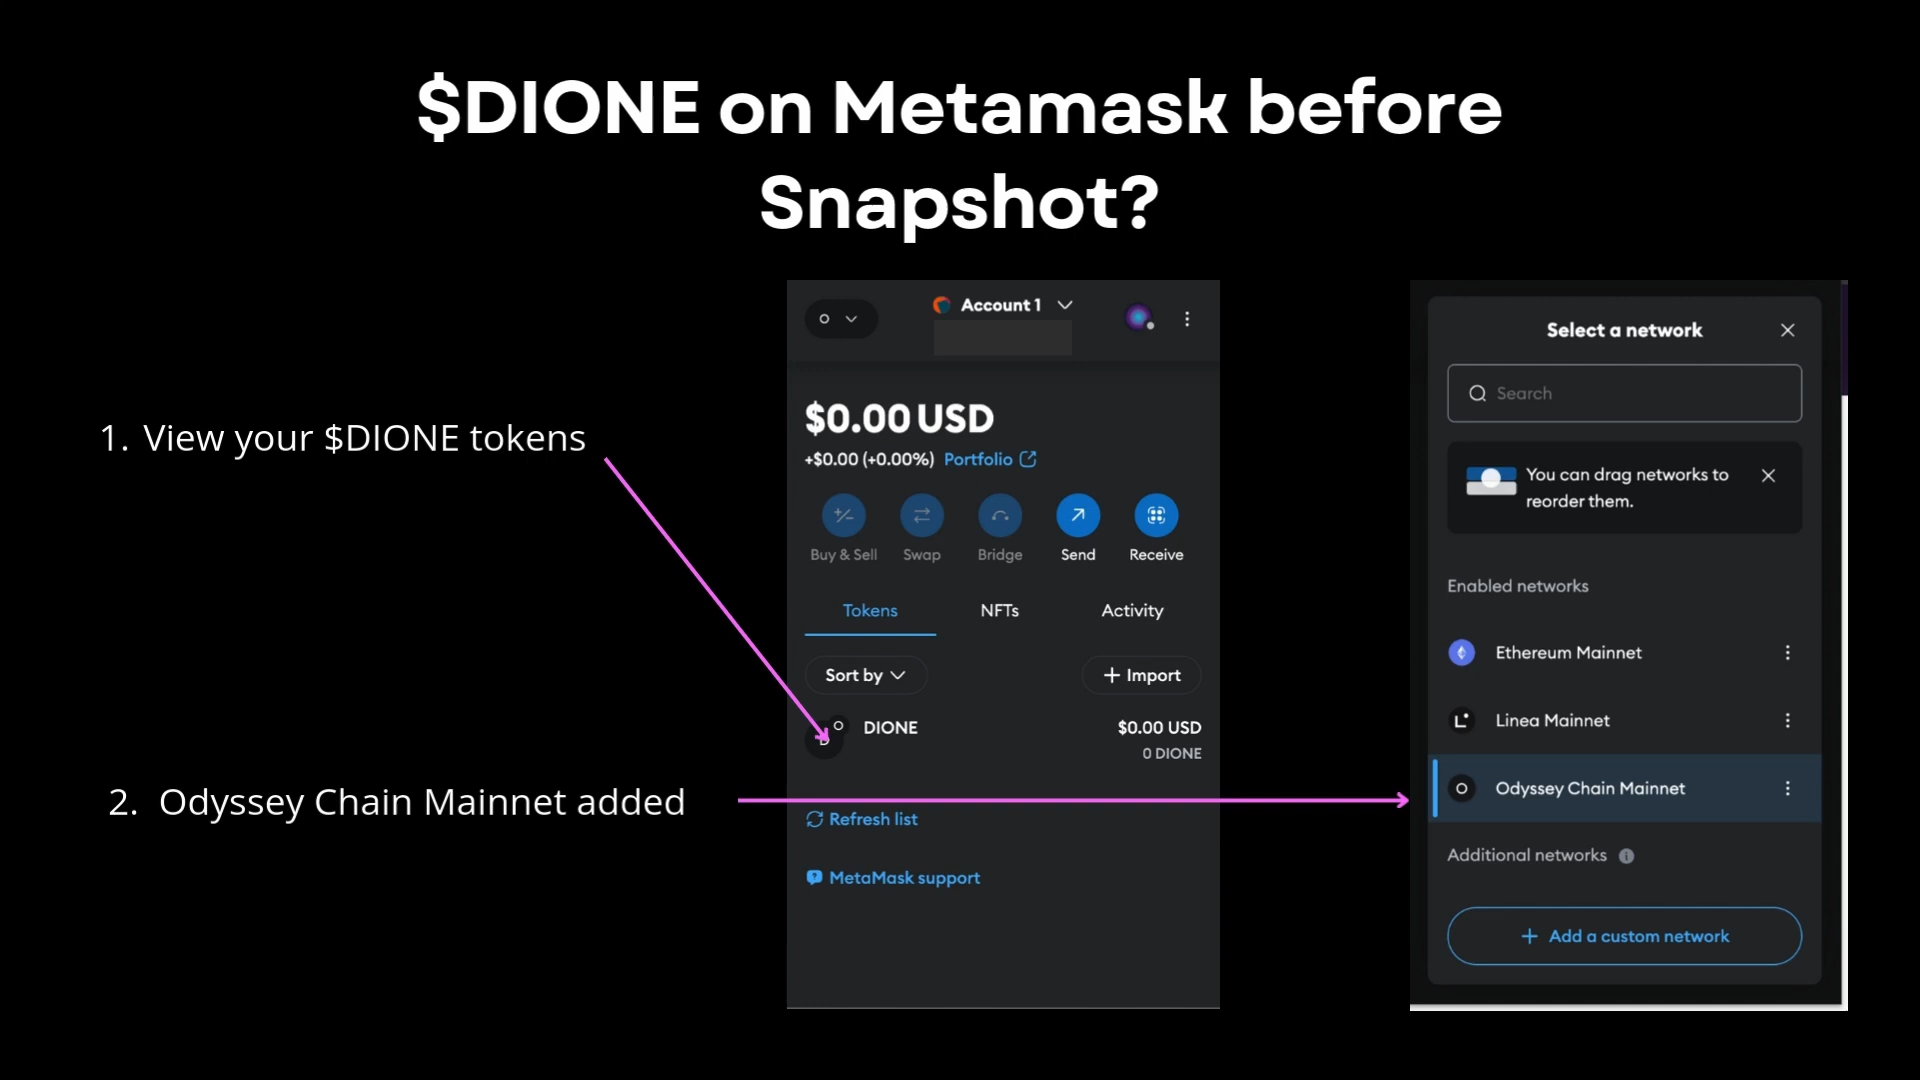 $DIONE on Metamask before
Snapshot?
1. View your $DIONE tokens
2. Odyssey Chain Mainnet added
Account 1
$0.00 USD
+$0.00 (+0.00%) Portfolio
Buy & Sell Swap Bridge Send Receive
Tokens NFTs Activity
Sort by + Import
DIONE $0.00 USD
D
0 DIONE
Refresh list
MetaMask support
Select a network
Search
You can drag networks to
reorder them.
Enabled networks
Ethereum Mainnet
L Linea Mainnet
O Odyssey Chain Mainnet
Additional networks
+ Add a custom network